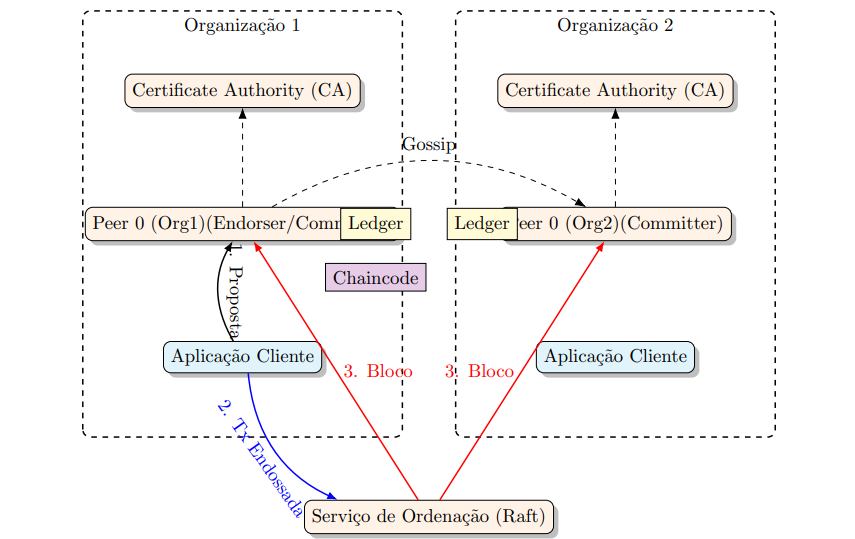 Organização 1
Organização 2
Certificate Authority (CA)
Certificate Authority (CA)
Gossip
Peer 0 (Org1)(Endorser/Com
Ledger
Ledger
eer 0 (Org2)(Committer)
1. Proposta
Chaincode
Aplicação Cliente
Aplicação Cliente
3. Bloco
3. Bloco
2. Tx Endossada
Serviço de Ordenação (Raft)